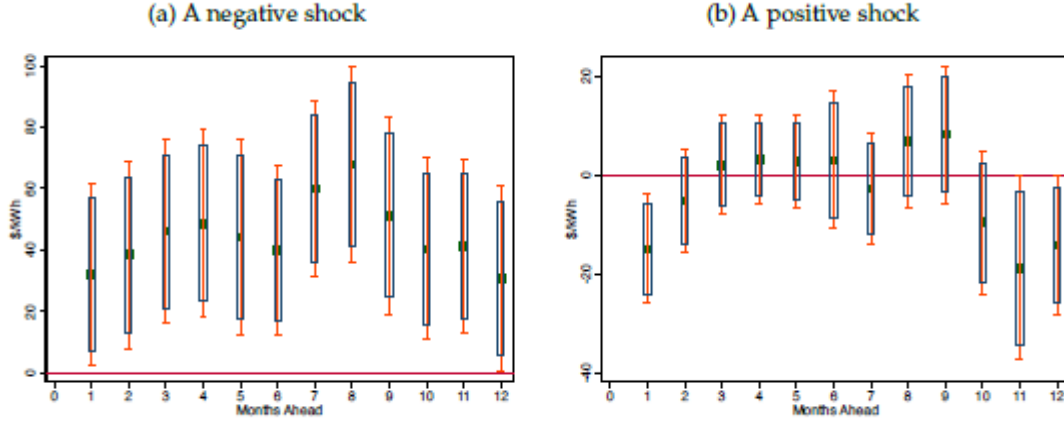 (a) A negative shock
(b) A positive shock
100
80
60
40
20
0
$/kWh
0 1 2 3 4 5 6 7 8 9 10 11 12
Months Ahead
20
0
-20
-40
$/kWh
0 1 2 3 4 5 6 7 8 9 10 11 12
Months Ahead